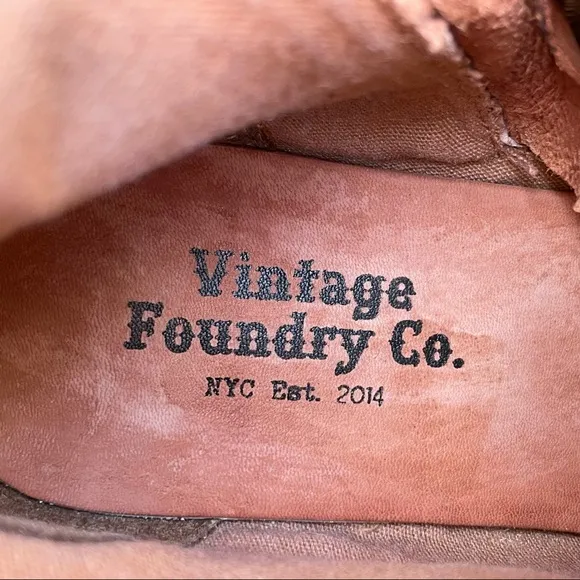 Vintage
Foundry Co.
NYC Est. 2014